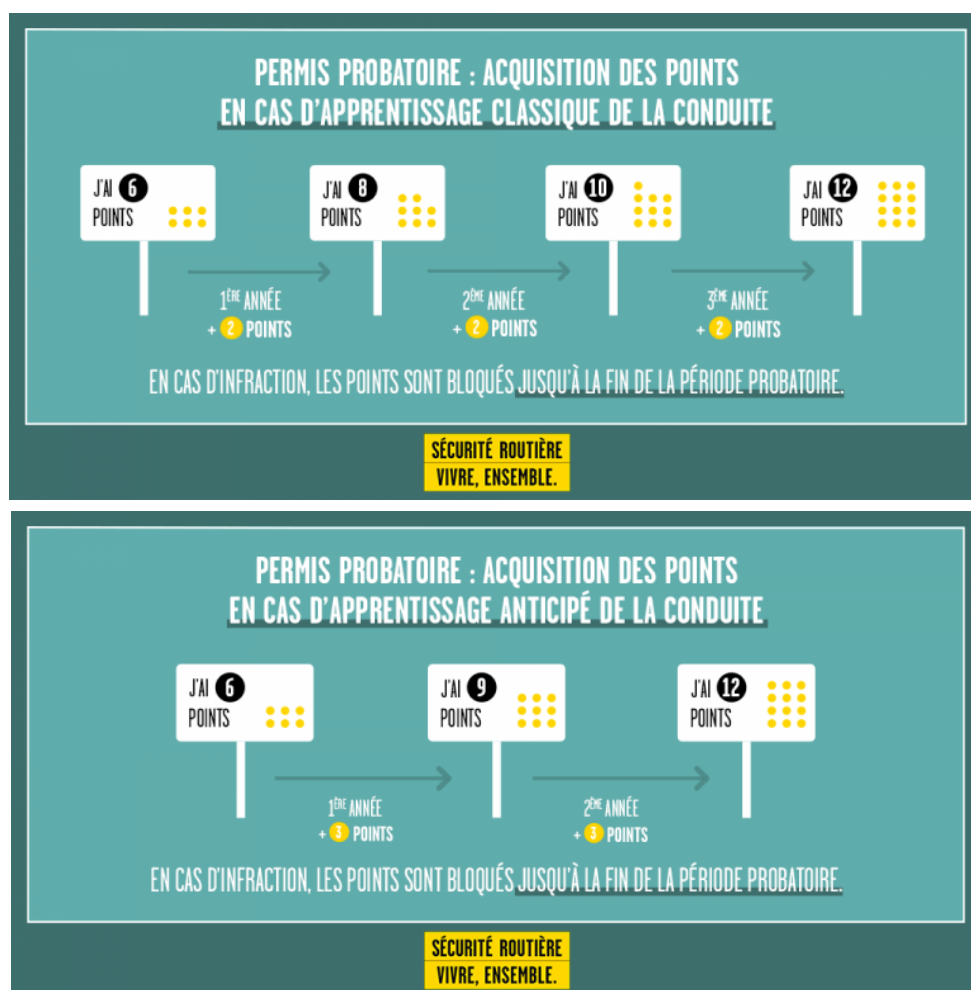 PERMIS PROBATOIRE : ACQUISITION DES POINTS
EN CAS D'APPRENTISSAGE CLASSIQUE DE LA CONDUITE
J'AI 6
POINTS
J'AI 8
POINTS
J'AI 10
POINTS
J'AI 12
POINTS
1ÈRE ANNÉE
+ 2 POINTS
2ÈME ANNÉE
+ 2 POINTS
3ÈME ANNÉE
+ 2 POINTS
EN CAS D'INFRACTION, LES POINTS SONT BLOQUÉS JUSQU'À LA FIN DE LA PÉRIODE PROBATOIRE.
SÉCURITÉ ROUTIÈRE
VIVRE, ENSEMBLE.
PERMIS PROBATOIRE : ACQUISITION DES POINTS
EN CAS D'APPRENTISSAGE ANTICIPÉ DE LA CONDUITE
J'AI 6
POINTS
J'AI 9
POINTS
J'AI 12
POINTS
1ÈRE ANNÉE
+ 3 POINTS
2ÈME ANNÉE
+ 3 POINTS
EN CAS D'INFRACTION, LES POINTS SONT BLOQUÉS JUSQU'À LA FIN DE LA PÉRIODE PROBATOIRE.
SÉCURITÉ ROUTIÈRE
VIVRE, ENSEMBLE.